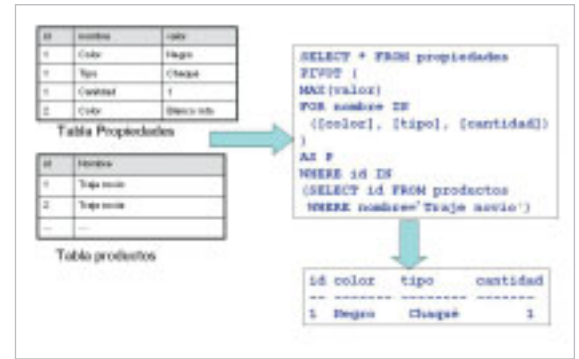 id nombre valor
1 Color Negro
1 Tipo Chaqué
1 Cantidad 1
2 Color Blanco roto
Tabla Propiedades
id Nombre
1 Traje novio
2 Traje novia
... ...
Tabla productos
SELECT * FROM propiedades
PIVOT (
MAX(valor)
FOR nombre IN
([color], [tipo], [cantidad])
)
AS P
WHERE id IN
(SELECT id FROM productos
WHERE nombre='Traje novio')
id color tipo cantidad
-- ------- -------- --------
1 Negro Chaqué 1